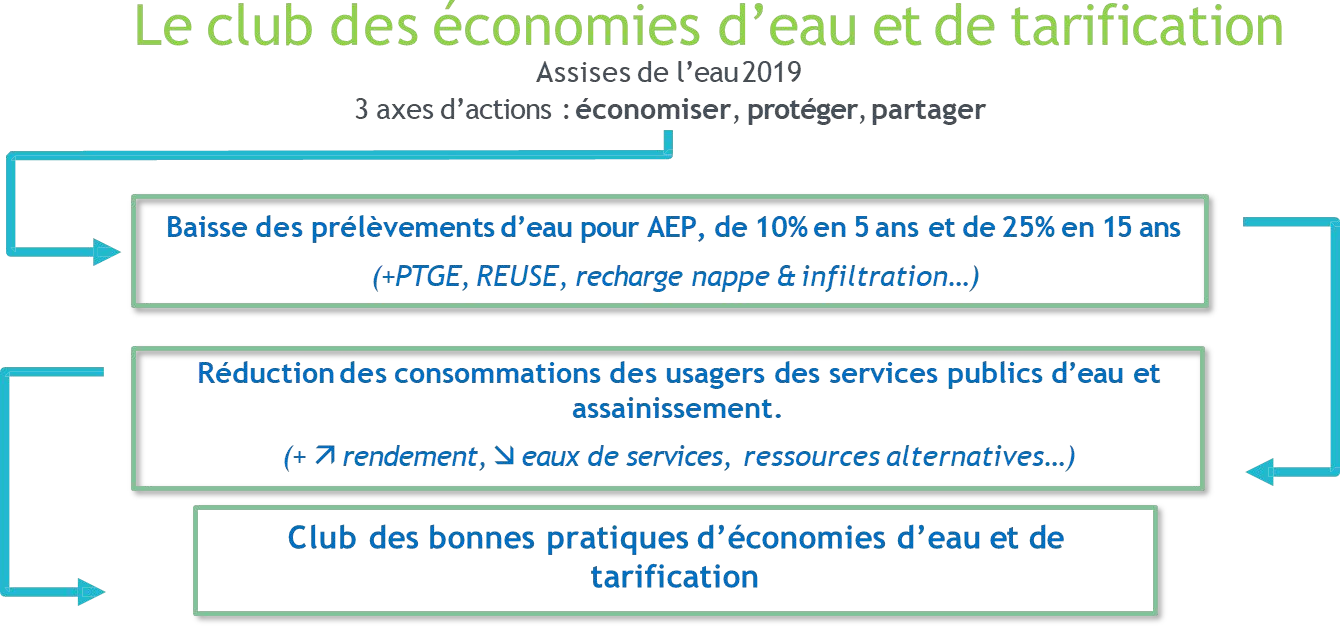 Le club des économies d’eau et de tarification
Assises de l’eau 2019
3 axes d’actions : économiser, protéger, partager
Baisse des prélèvements d’eau pour AEP, de 10% en 5 ans et de 25% en 15 ans
(+PTGE, REUSE, recharge nappe & infiltration…)
Réduction des consommations des usagers des services publics d’eau et
assainissement.
(+ ↗ rendement, ↘ eaux de services, ressources alternatives…)
Club des bonnes pratiques d’économies d’eau et de
tarification